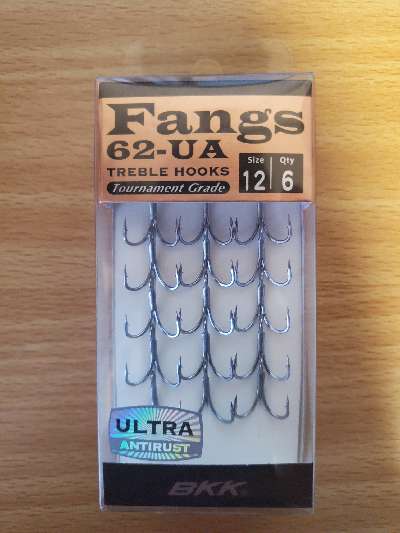 Fangs
62-UA
TREBLE HOOKS
Tournament Grade
Size
12
Qty
6
ULTRA
ANTIRUST
BKK